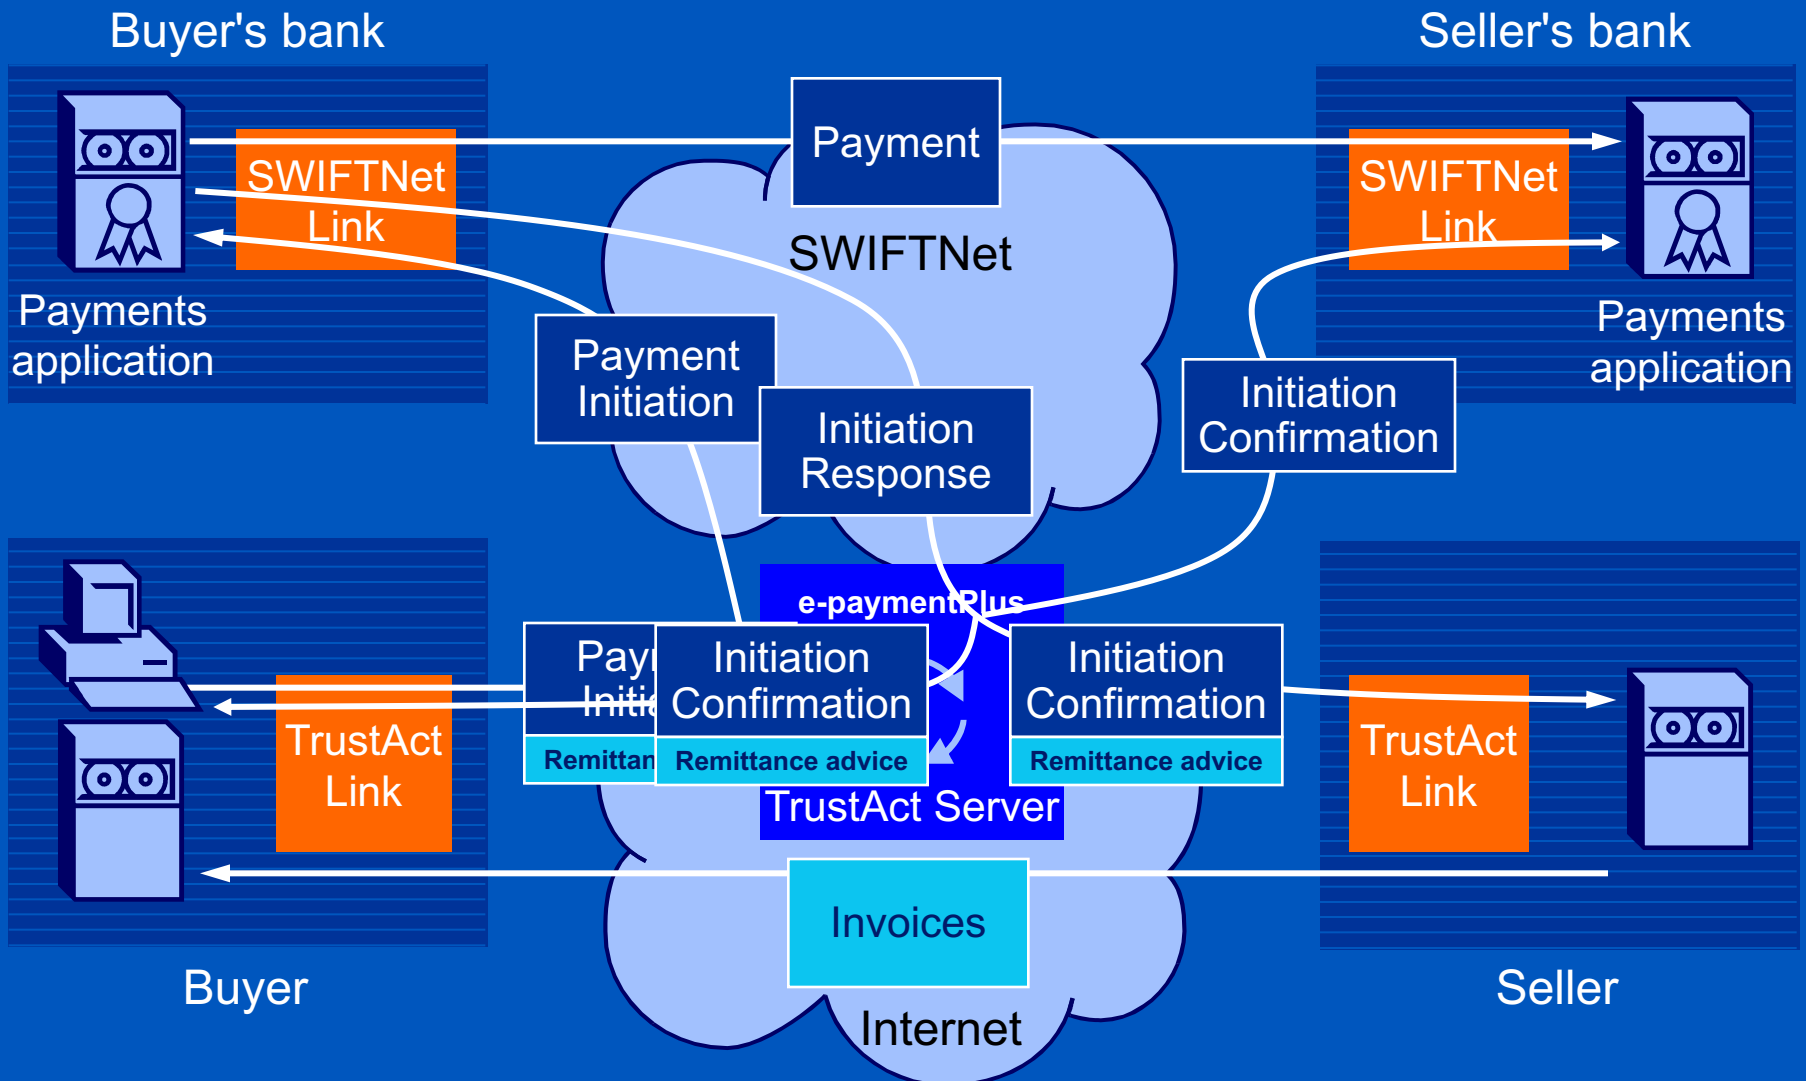 Buyer's bank
Seller's bank
Payment
SWIFTNet
Link
SWIFTNet
Link
SWIFTNet
Payments
application
Payments
application
Payment
Initiation
Initiation
Response
Initiation
Confirmation
e-paymentPlus
Initiation
Confirmation
Remittance advice
Initiation
Confirmation
Remittance advice
TrustAct
Link
TrustAct
Link
TrustAct Server
Invoices
Buyer
Seller
Internet